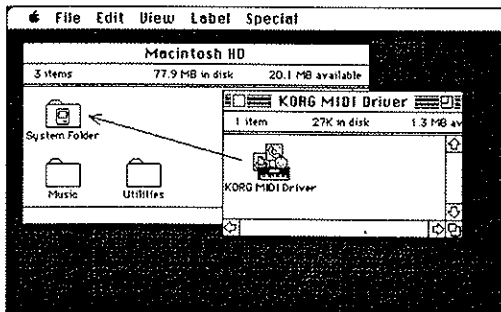 File Edit View Label Special
Macintosh HD
3 items 77.9 MB in disk 20.1 MB available
System Folder
Music Utilities
KORG MIDI Driver
1 item 27K in disk 1.3 MB av
KORG MIDI Driver